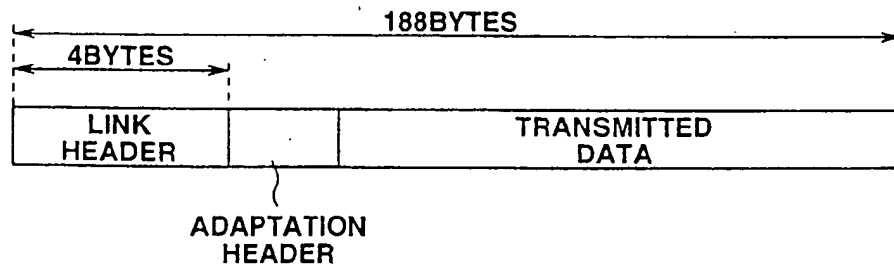 188BYTES
4BYTES
LINK
HEADER
TRANSMITTED
DATA
ADAPTATION
HEADER